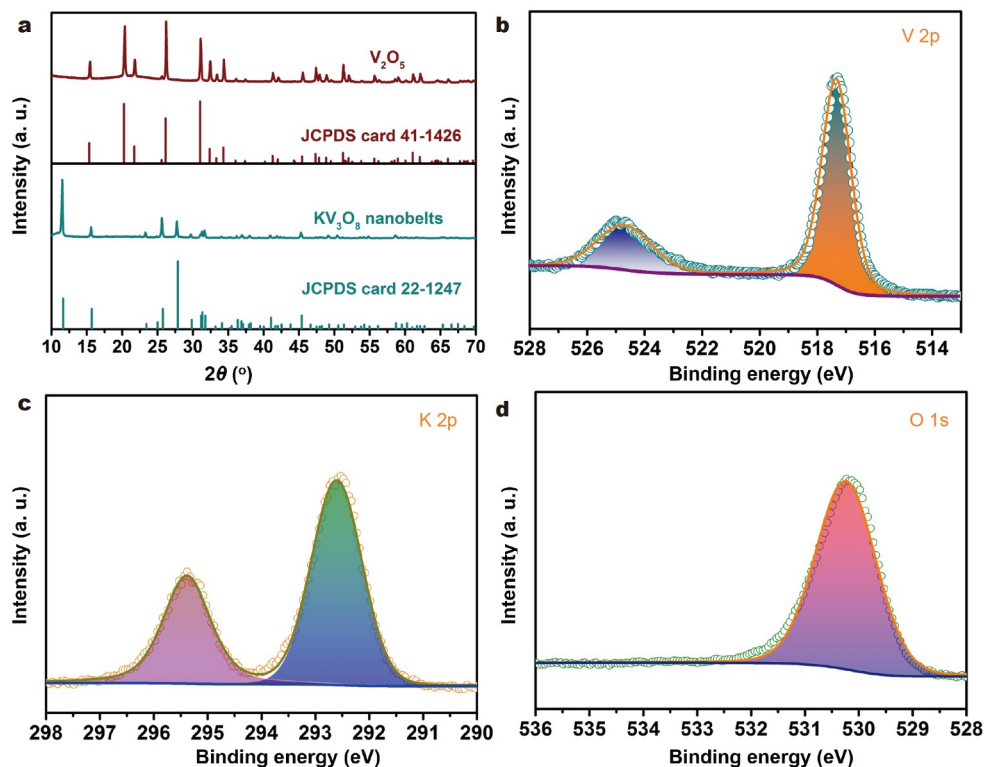 a
V₂O₅
JCPDS card 41-1426
KV₃O₈ nanobelts
JCPDS card 22-1247
Intensity (a. u.)
Intensity (a. u.)
10 15 20 25 30 35 40 45 50 55 60 65 70
2θ (°)
b
V 2p
Intensity (a. u.)
528 526 524 522 520 518 516 514
Binding energy (eV)
c
K 2p
Intensity (a. u.)
298 297 296 295 294 293 292 291 290
Binding energy (eV)
d
O 1s
Intensity (a. u.)
536 535 534 533 532 531 530 529 528
Binding energy (eV)